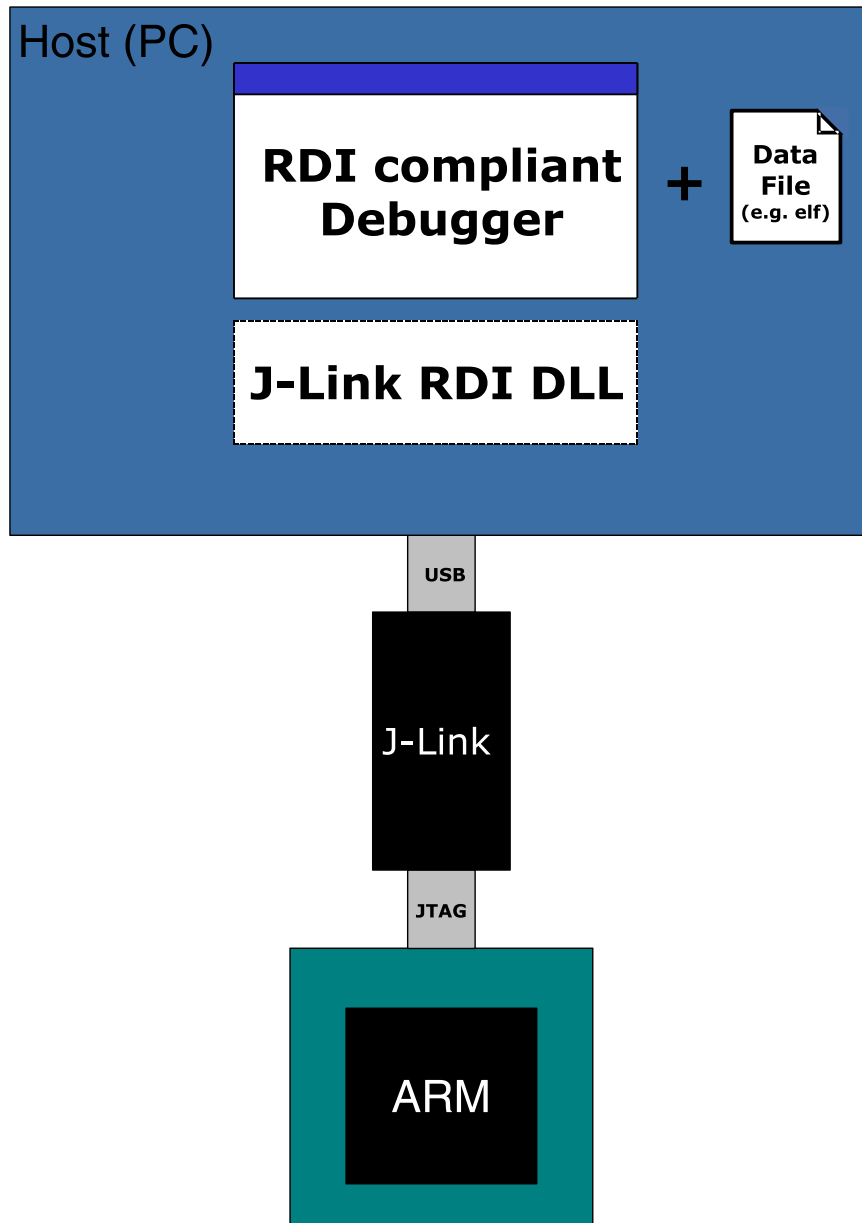 Host (PC)
RDI compliant
Debugger
+
Data
File
(e.g. elf)
J-Link RDI DLL
USB
J-Link
JTAG
ARM